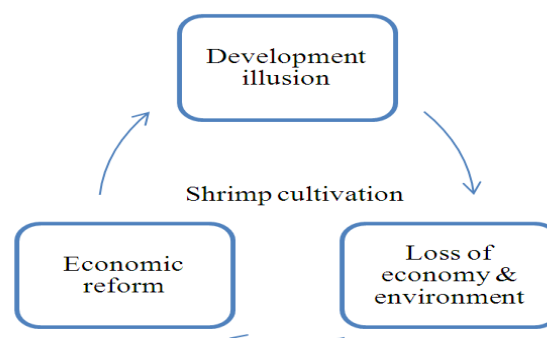 Development
illusion
Shrimp cultivation
Economic
reform
Loss of
economy &
environment